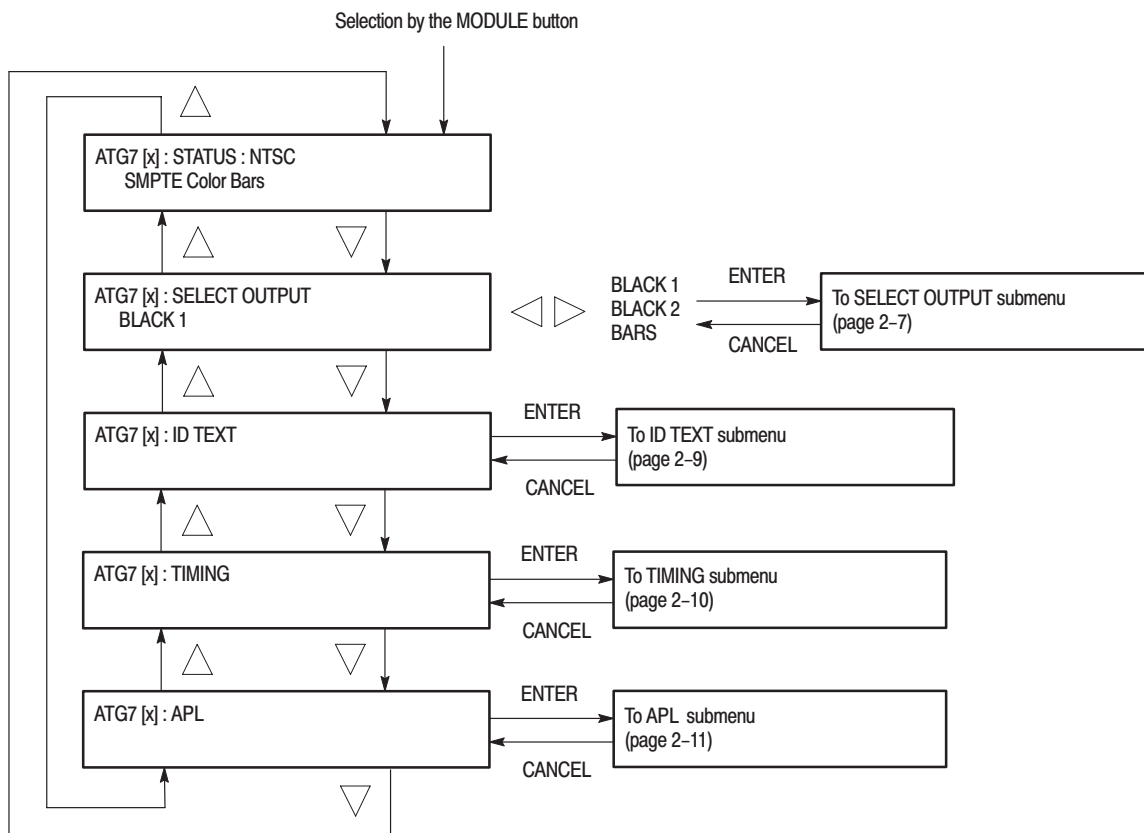 Selection by the MODULE button
ATG7 [x] : STATUS : NTSC
SMPTE Color Bars
ATG7 [x] : SELECT OUTPUT
BLACK 1
BLACK 1
BLACK 2
BARS
ENTER
CANCEL
To SELECT OUTPUT submenu
(page 2–7)
ATG7 [x] : ID TEXT
ENTER
CANCEL
To ID TEXT submenu
(page 2–9)
ATG7 [x] : TIMING
ENTER
CANCEL
To TIMING submenu
(page 2–10)
ATG7 [x] : APL
ENTER
CANCEL
To APL submenu
(page 2–11)